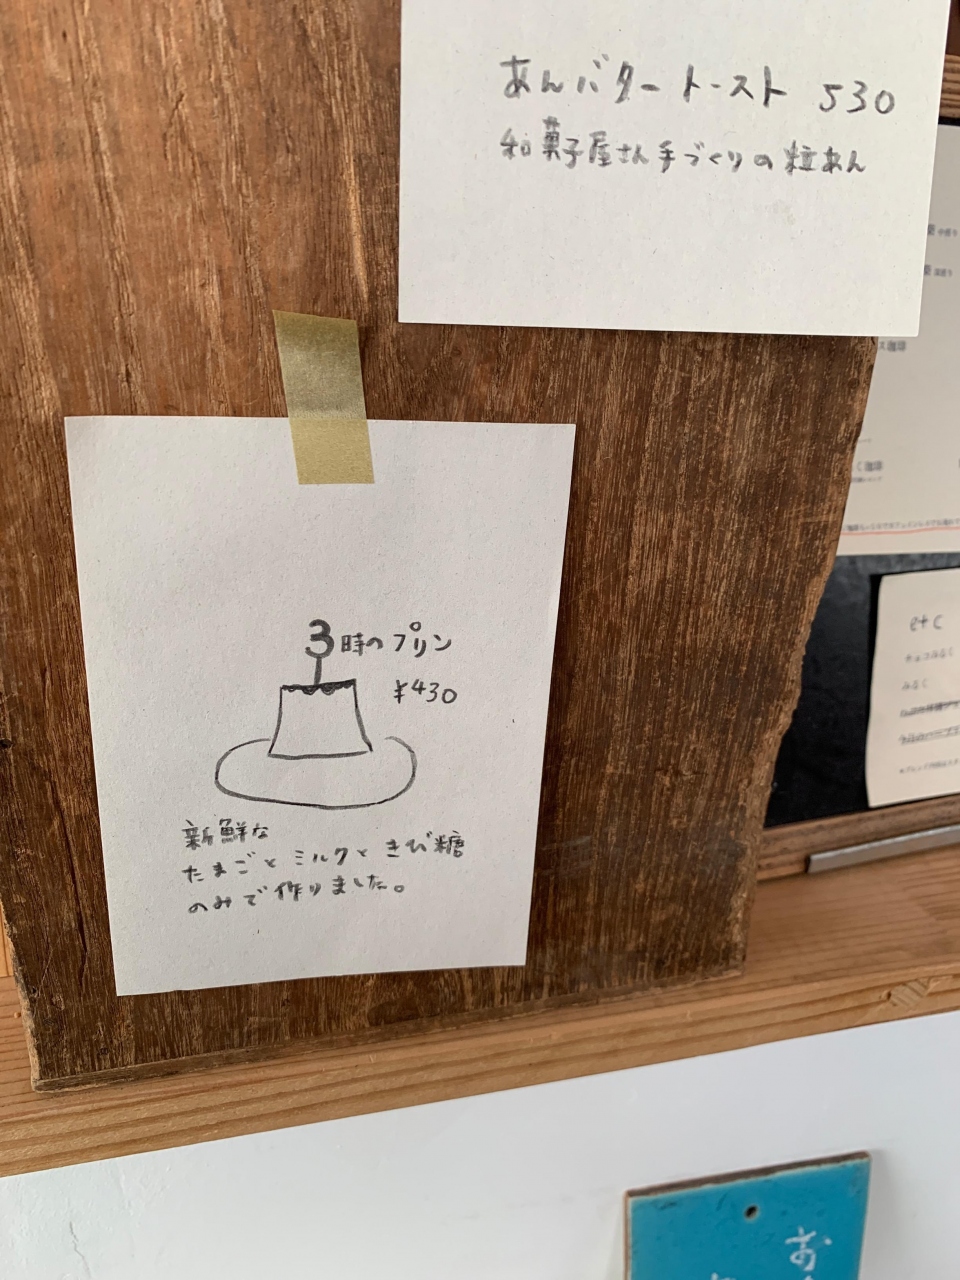 あんバタートースト 530
和菓子屋さん手づくりの粒あん
3時のプリン
¥430
新鮮な
たまごとミルクときび糖
のみで作りました。
etc
お